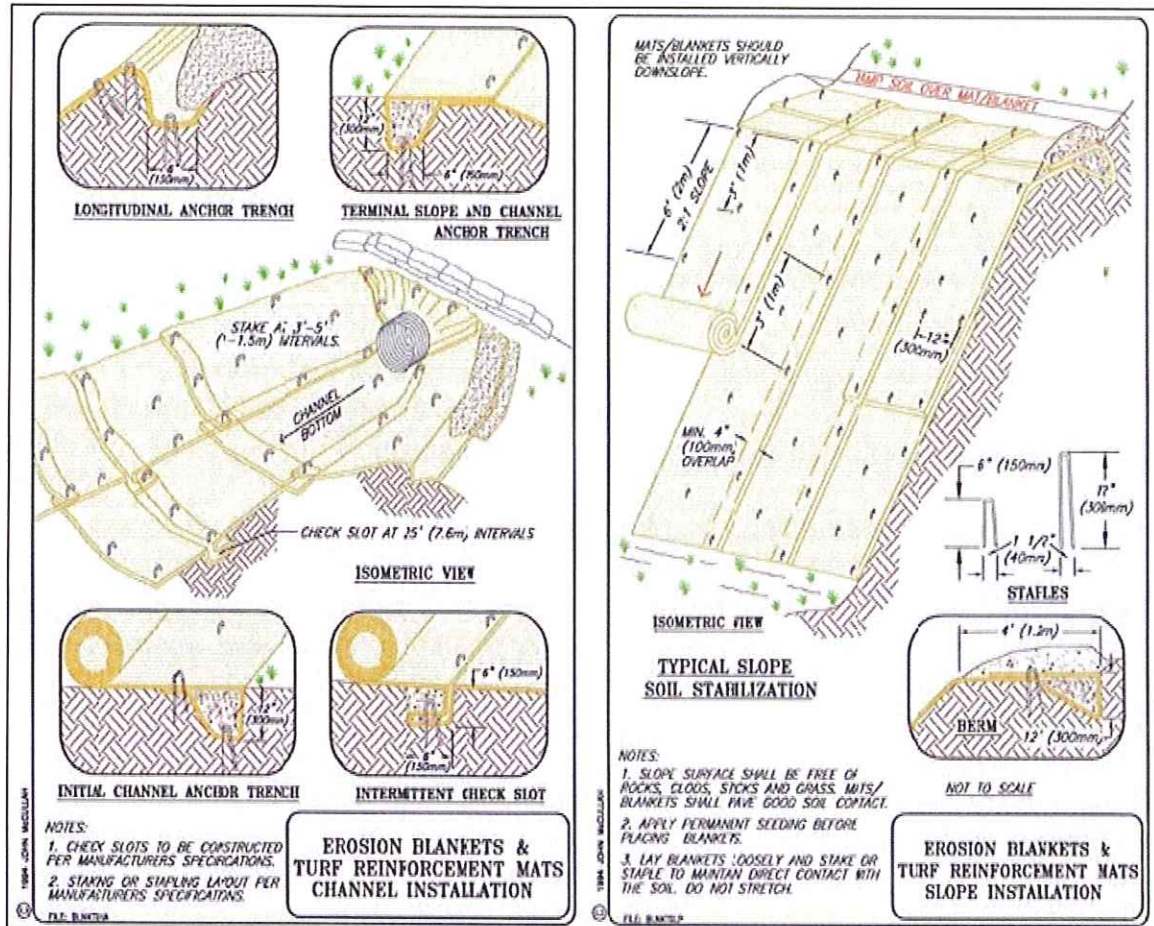 6"
(150mm)
LONGITUDINAL ANCHOR TRENCH
12"
(300mm)
6" (150mm)
TERMINAL SLOPE AND CHANNEL
ANCHOR TRENCH
STAKE AT 3'-5'
(1-1.5m) INTERVALS.
CHANNEL
BOTTOM
CHECK SLOT AT 25' (7.6m) INTERVALS
ISOMETRIC VIEW
12"
(300mm)
INITIAL CHANNEL ANCHOR TRENCH
6" (150mm)
6"
(150mm)
INTERMITTENT CHECK SLOT
NOTES:
1. CHECK SLOTS TO BE CONSTRUCTED
PER MANUFACTURERS SPECIFICATIONS.
2. STAKING OR STAPLING LAYOUT PER
MANUFACTURERS SPECIFICATIONS.
EROSION BLANKETS &
TURF REINFORCEMENT MATS
CHANNEL INSTALLATION
1994 JOHN McCULLAH
MATS/BLANKETS SHOULD
BE INSTALLED VERTICALLY
DOWNSLOPE.
TAMP SOIL OVER MAT/BLANKET
6' (2m)
2:1 SLOPE
3' (1m)
3' (1m)
12"
(300mm)
MIN. 4"
(100mm)
OVERLAP
6" (150mm)
(300mm)
1 1/2"
(40mm)
STAPLES
ISOMETRIC VIEW
TYPICAL SLOPE
SOIL STABILIZATION
4' (1.2m)
BERM
12' (300mm)
NOT TO SCALE
NOTES:
1. SLOPE SURFACE SHALL BE FREE OF
ROCKS, CLODS, STICKS AND GRASS. MATS/
BLANKETS SHALL HAVE GOOD SOIL CONTACT.
2. APPLY PERMANENT SEEDING BEFORE
PLACING BLANKETS.
3. LAY BLANKETS LOOSELY AND STAKE OR
STAPLE TO MAINTAIN DIRECT CONTACT WITH
THE SOIL. DO NOT STRETCH.
EROSION BLANKETS &
TURF REINFORCEMENT MATS
SLOPE INSTALLATION
1994 JOHN McCULLAH
FILE:
FILE: